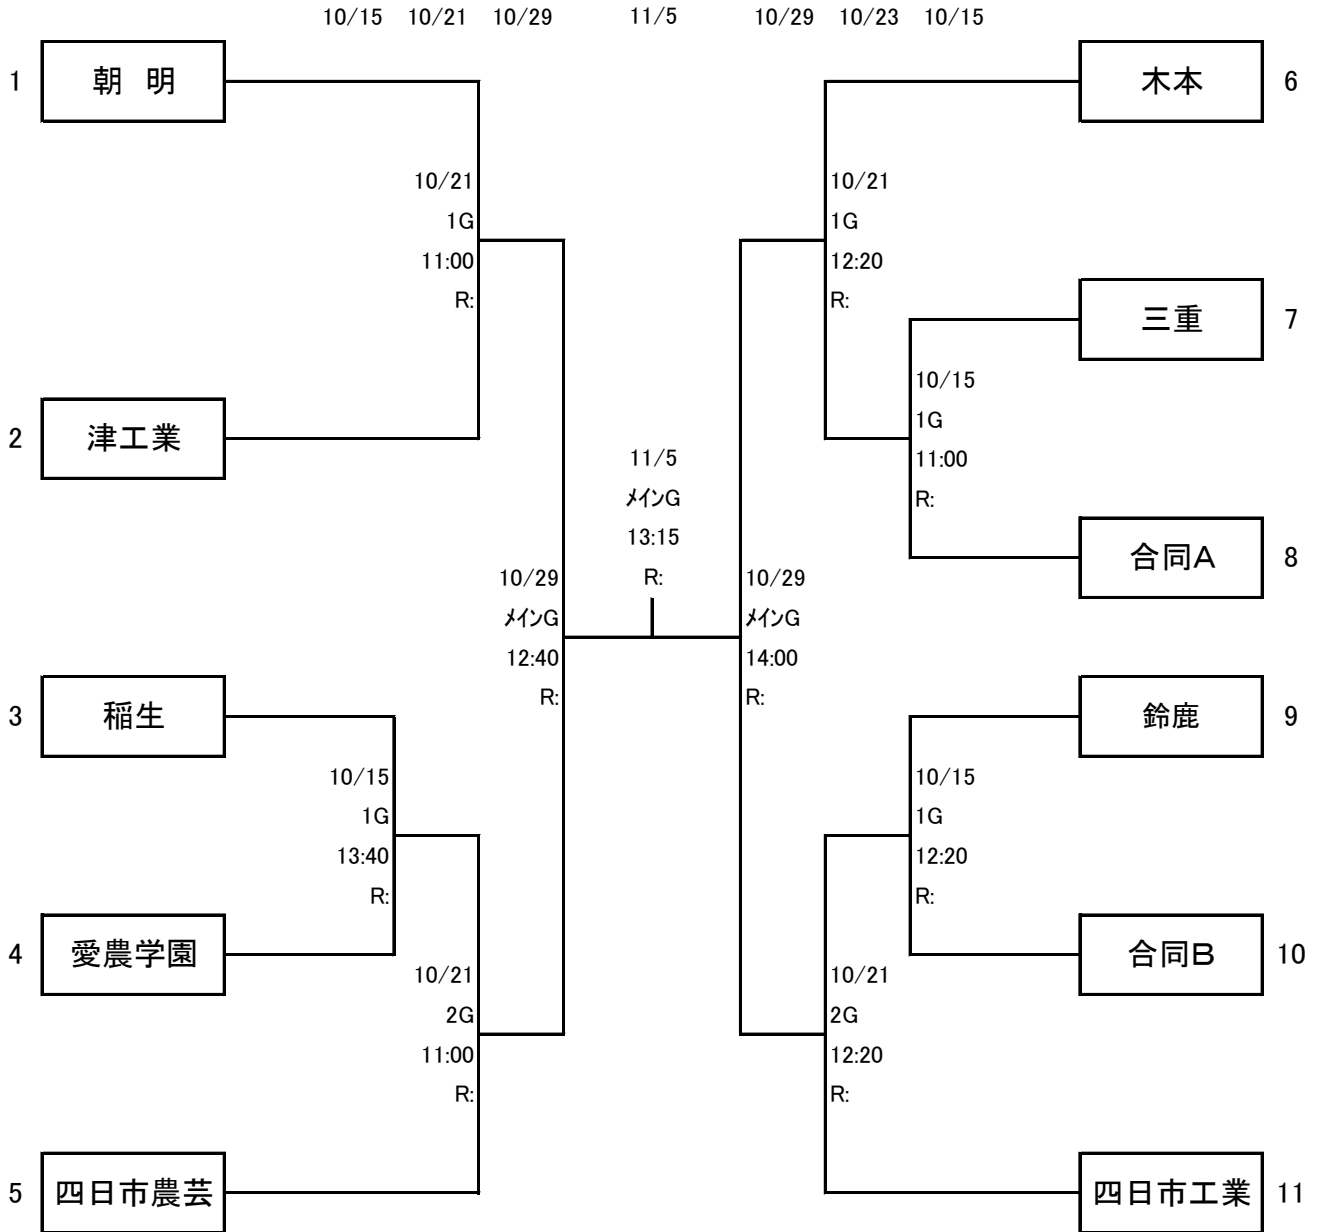 10/15 10/21 10/29 11/5 10/29 10/23 10/15
1 朝 明
木本 6
10/21
1G
11:00
R:
10/21
1G
12:20
R:
三重 7
2 津工業
10/15
1G
11:00
R:
11/5
メインG
13:15
R:
合同A 8
10/29
メインG
12:40
R:
10/29
メインG
14:00
R:
3 稲生
鈴鹿 9
10/15
1G
13:40
R:
10/15
1G
12:20
R:
4 愛農学園
合同B 10
10/21
2G
11:00
R:
10/21
2G
12:20
R:
5 四日市農芸
四日市工業 11